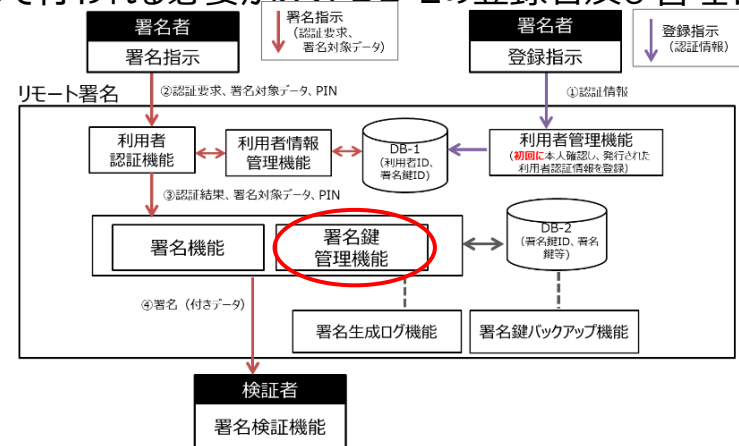 署名者
署名指示
署名指示
(認証要求、
署名対象データ)
署名者
登録指示
登録指示
(認証情報)
リモート署名
②認証要求、署名対象データ、PIN
①認証情報
利用者
認証機能
利用者情報
管理機能
DB-1
(利用者ID、
署名鍵ID)
利用者管理機能
(初回に本人確認し、発行された
利用者認証情報を登録)
③認証結果、署名対象データ、PIN
署名機能
署名鍵
管理機能
DB-2
(署名鍵ID、署名
鍵等)
④署名（付きデータ)
署名生成ログ機能
署名鍵バックアップ機能
検証者
署名検証機能